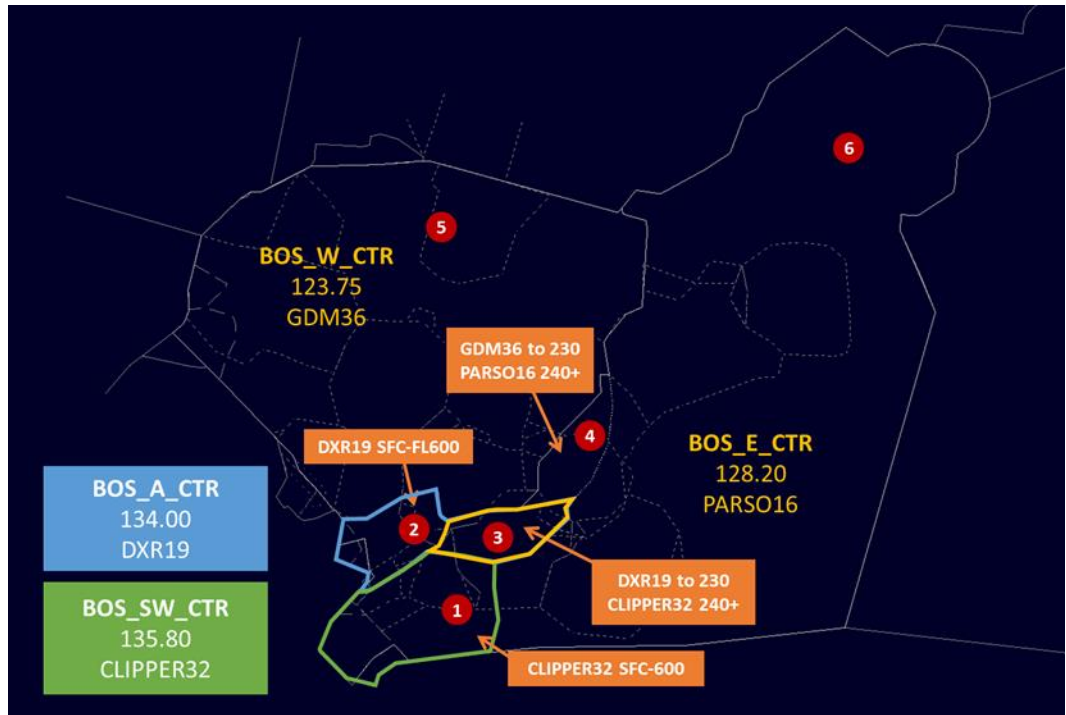 6
5
BOS_W_CTR
123.75
GDM36
GDM36 to 230
PARSO16 240+
4
DXR19 SFC-FL600
BOS_E_CTR
128.20
PARSO16
BOS_A_CTR
134.00
DXR19
2
3
DXR19 to 230
CLIPPER32 240+
BOS_SW_CTR
135.80
CLIPPER32
1
CLIPPER32 SFC-600